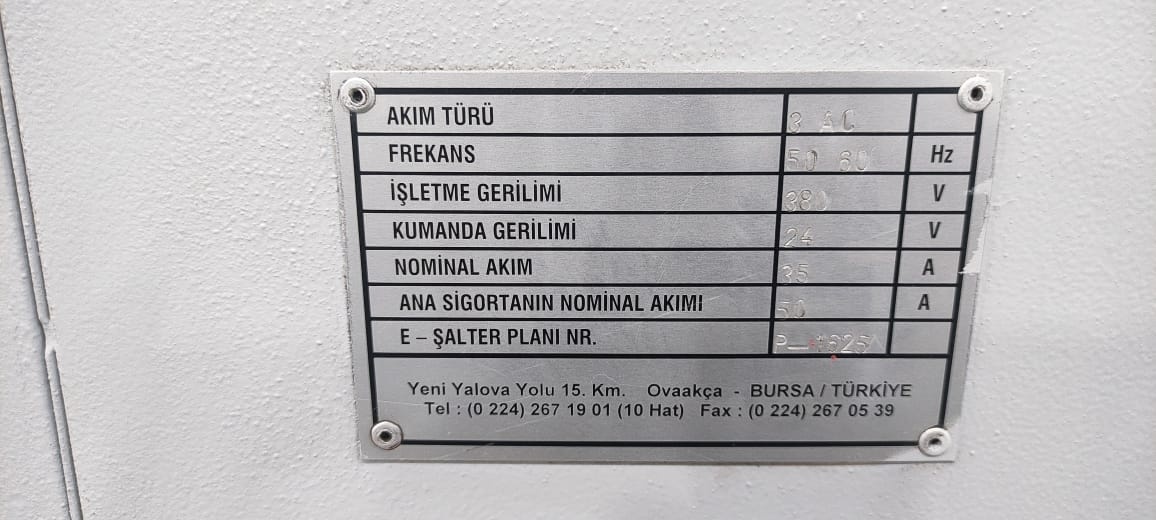 AKIM TÜRÜ 3 AC
FREKANS 50 60 Hz
İŞLETME GERİLİMİ 380 V
KUMANDA GERİLİMİ 24 V
NOMİNAL AKIM 35 A
ANA SİGORTANIN NOMİNAL AKIMI 50 A
E – ŞALTER PLANI NR.
Yeni Yalova Yolu 15. Km. Ovaakça - BURSA / TÜRKİYE
Tel : (0 224) 267 19 01 (10 Hat) Fax : (0 224) 267 05 39